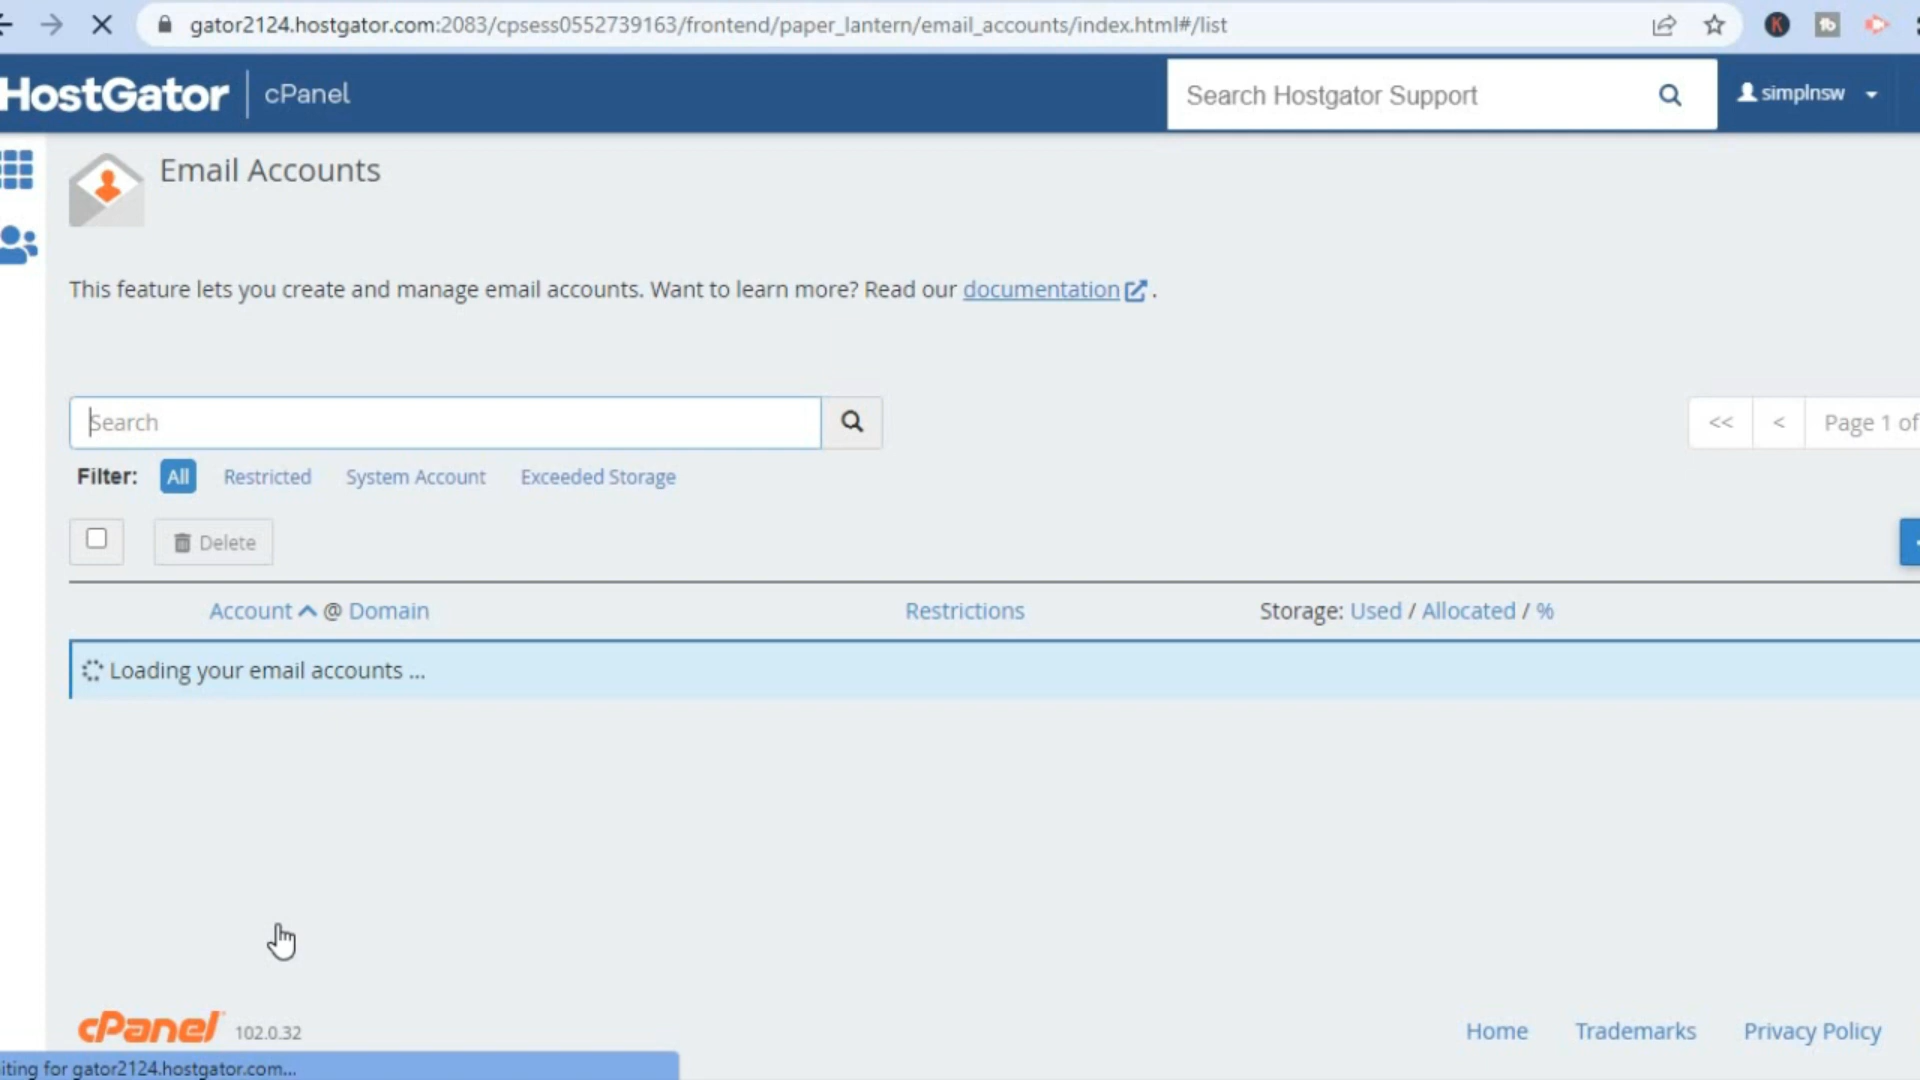 gator2124.hostgator.com:2083/cpsess0552739163/frontend/paper_lantern/email_accounts/index.html#/list
K
tb
HostGator
cPanel
Search Hostgator Support
simplnsw
Email Accounts
This feature lets you create and manage email accounts. Want to learn more? Read our documentation .
Search
<< < Page 1 of
Filter: All Restricted System Account Exceeded Storage
Delete
Account @ Domain Restrictions Storage: Used / Allocated / %
Loading your email accounts ...
cPanel 102.0.32
Home Trademarks Privacy Policy
iting for gator2124.hostgator.com...